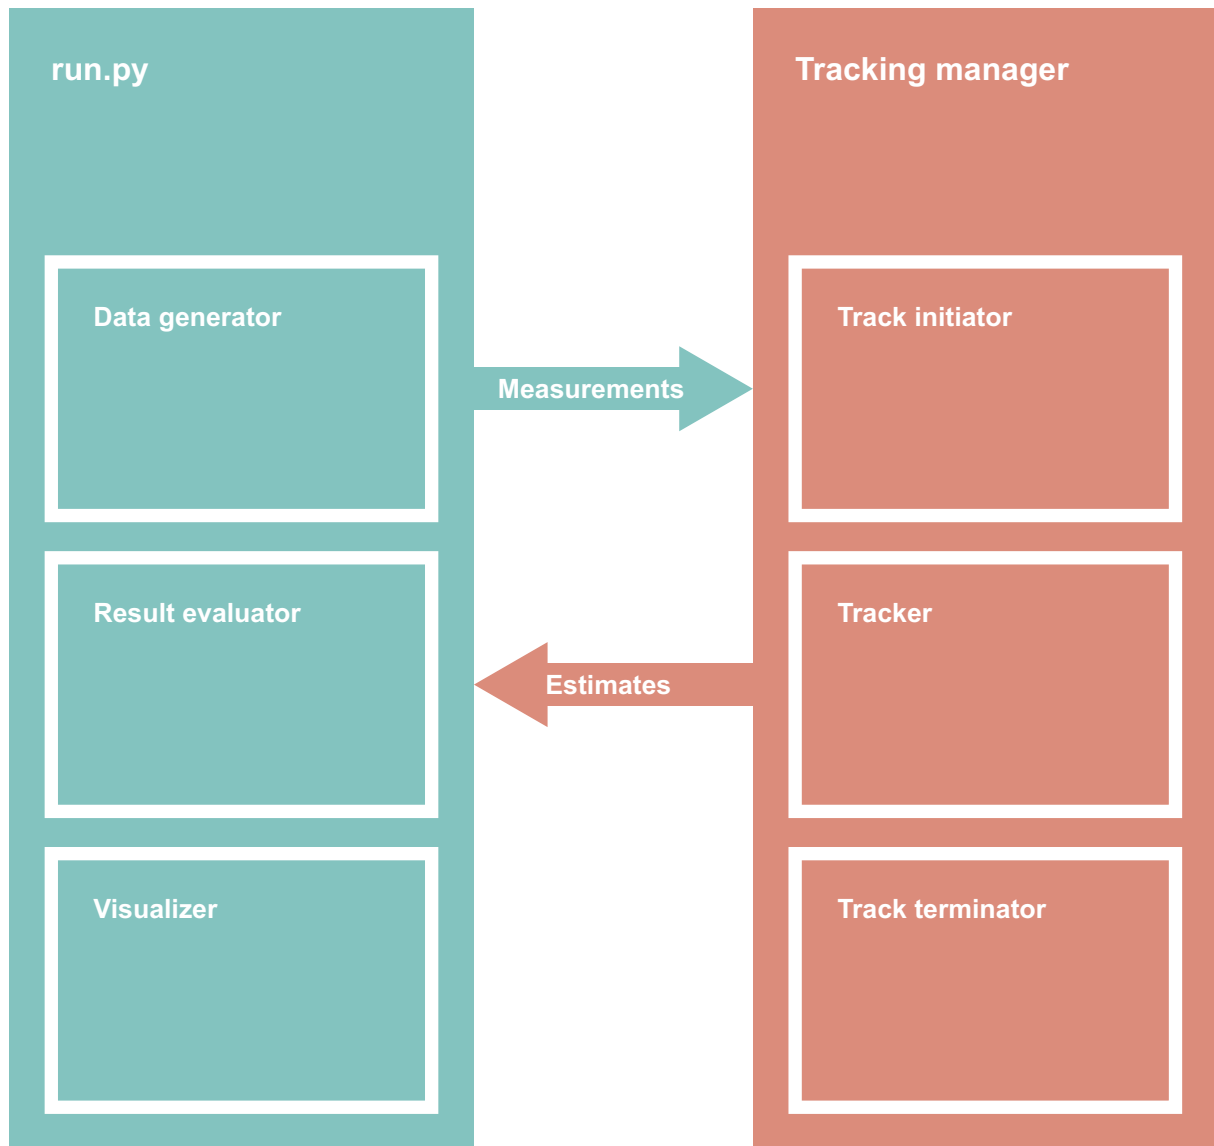 run.py
Data generator
Result evaluator
Visualizer
Measurements
Estimates
Tracking manager
Track initiator
Tracker
Track terminator